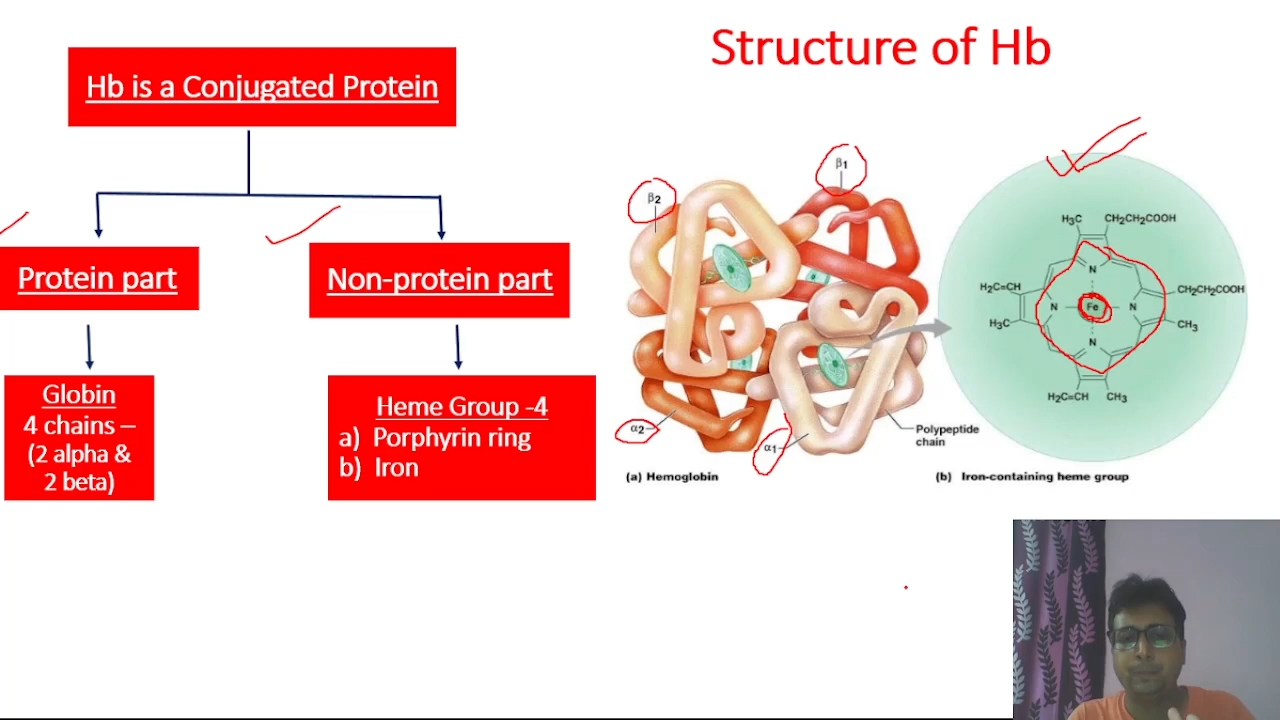 Structure of Hb
Hb is a Conjugated Protein
Protein part
Non-protein part
Globin
4 chains –
(2 alpha &
2 beta)
Heme Group -4
a) Porphyrin ring
b) Iron
β2
β1
α2
α1
Polypeptide
chain
(a) Hemoglobin
H3C
CH2CH2COOH
N
H2C=CH
CH2CH2COOH
N
Fe
N
H3C
CH3
N
H2C=CH
CH3
(b) Iron-containing heme group